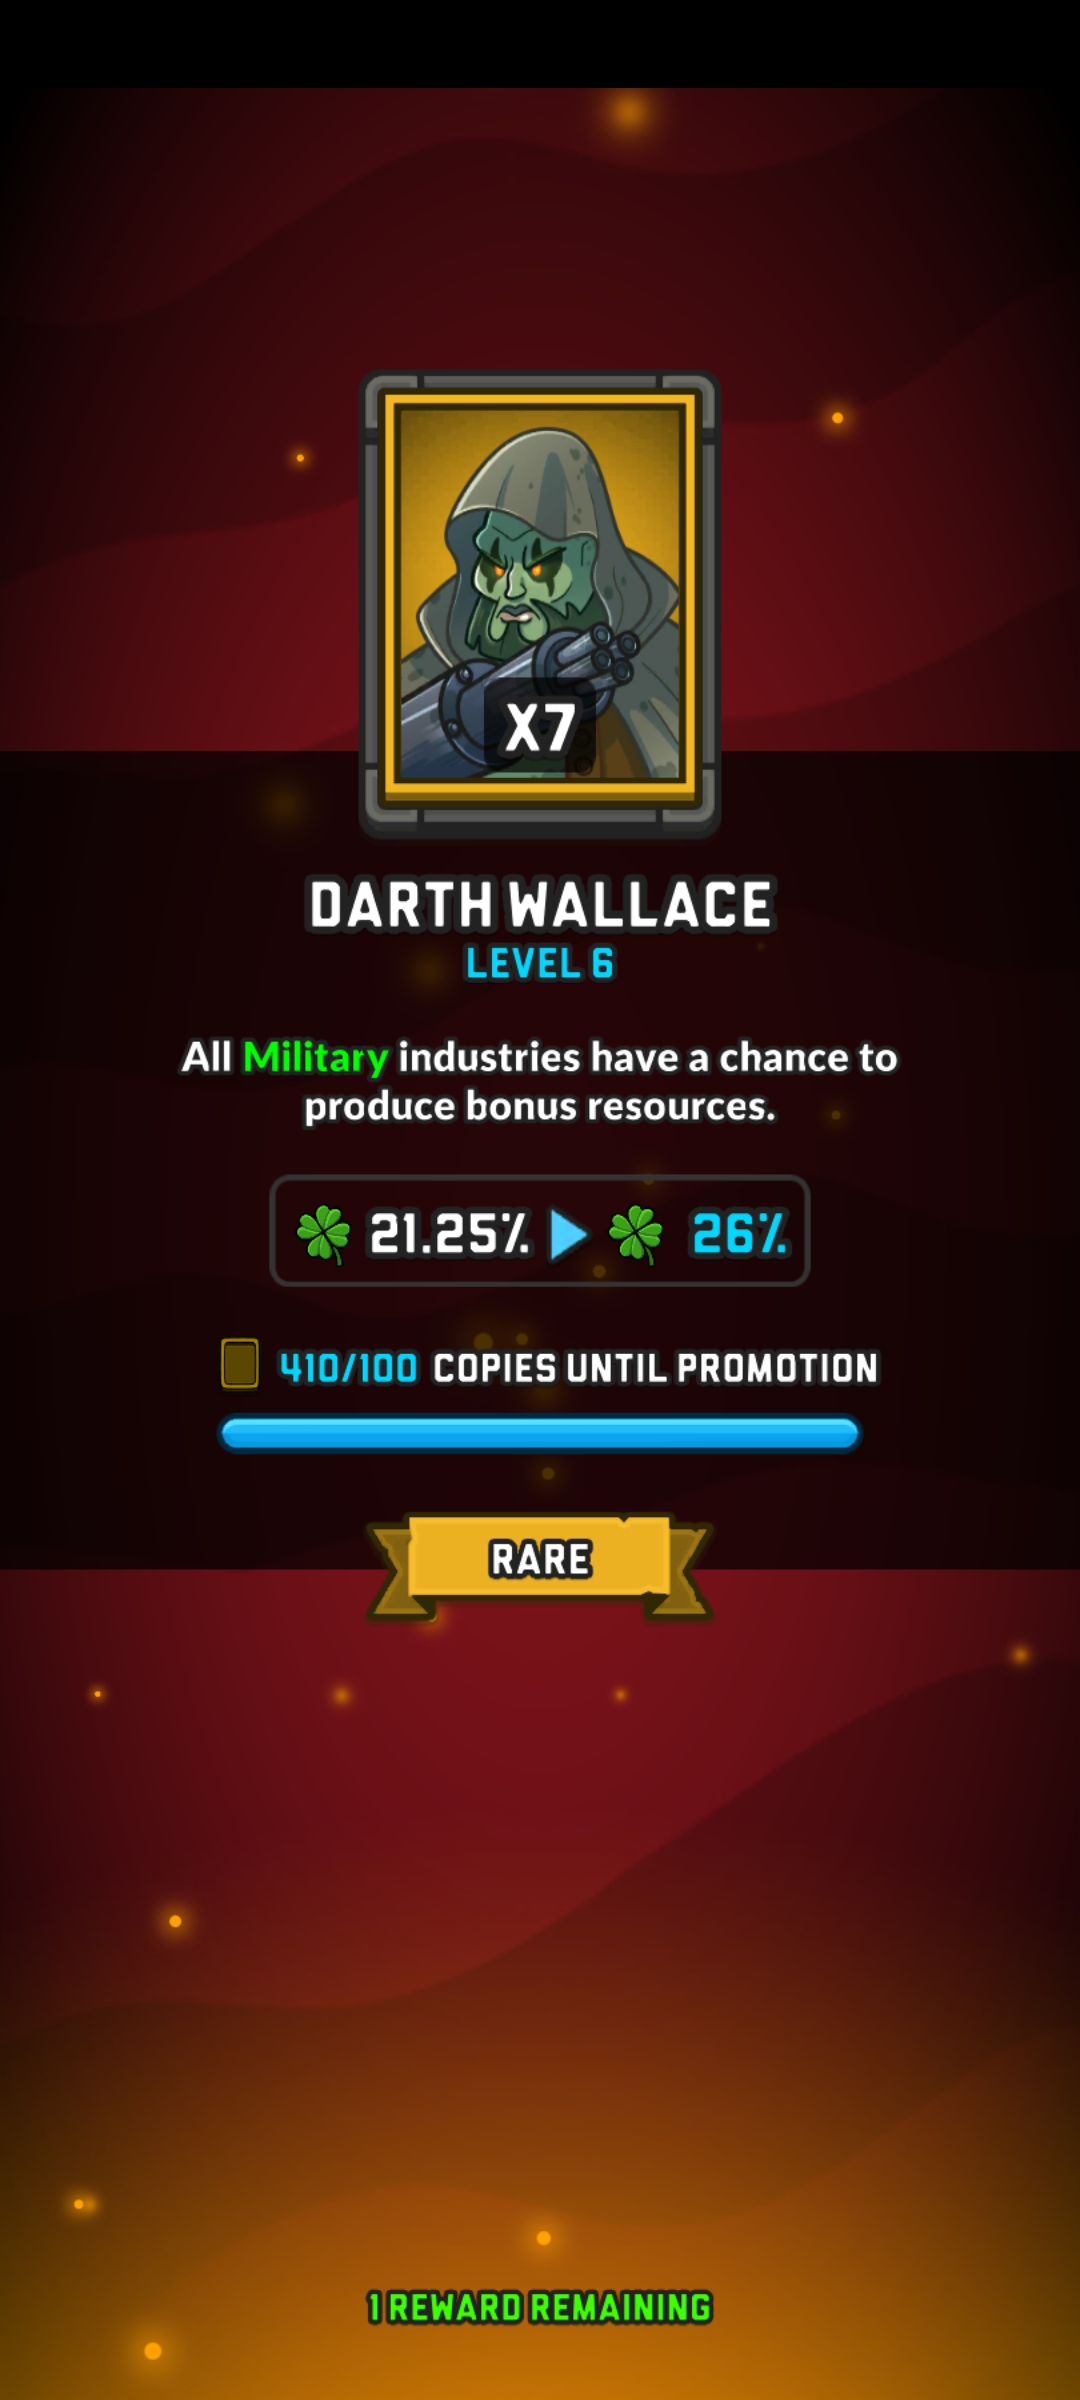 X7
DARTH WALLACE
LEVEL 6
All Military industries have a chance to
produce bonus resources.
21.25% 26%
410/100 COPIES UNTIL PROMOTION
RARE
1 REWARD REMAINING